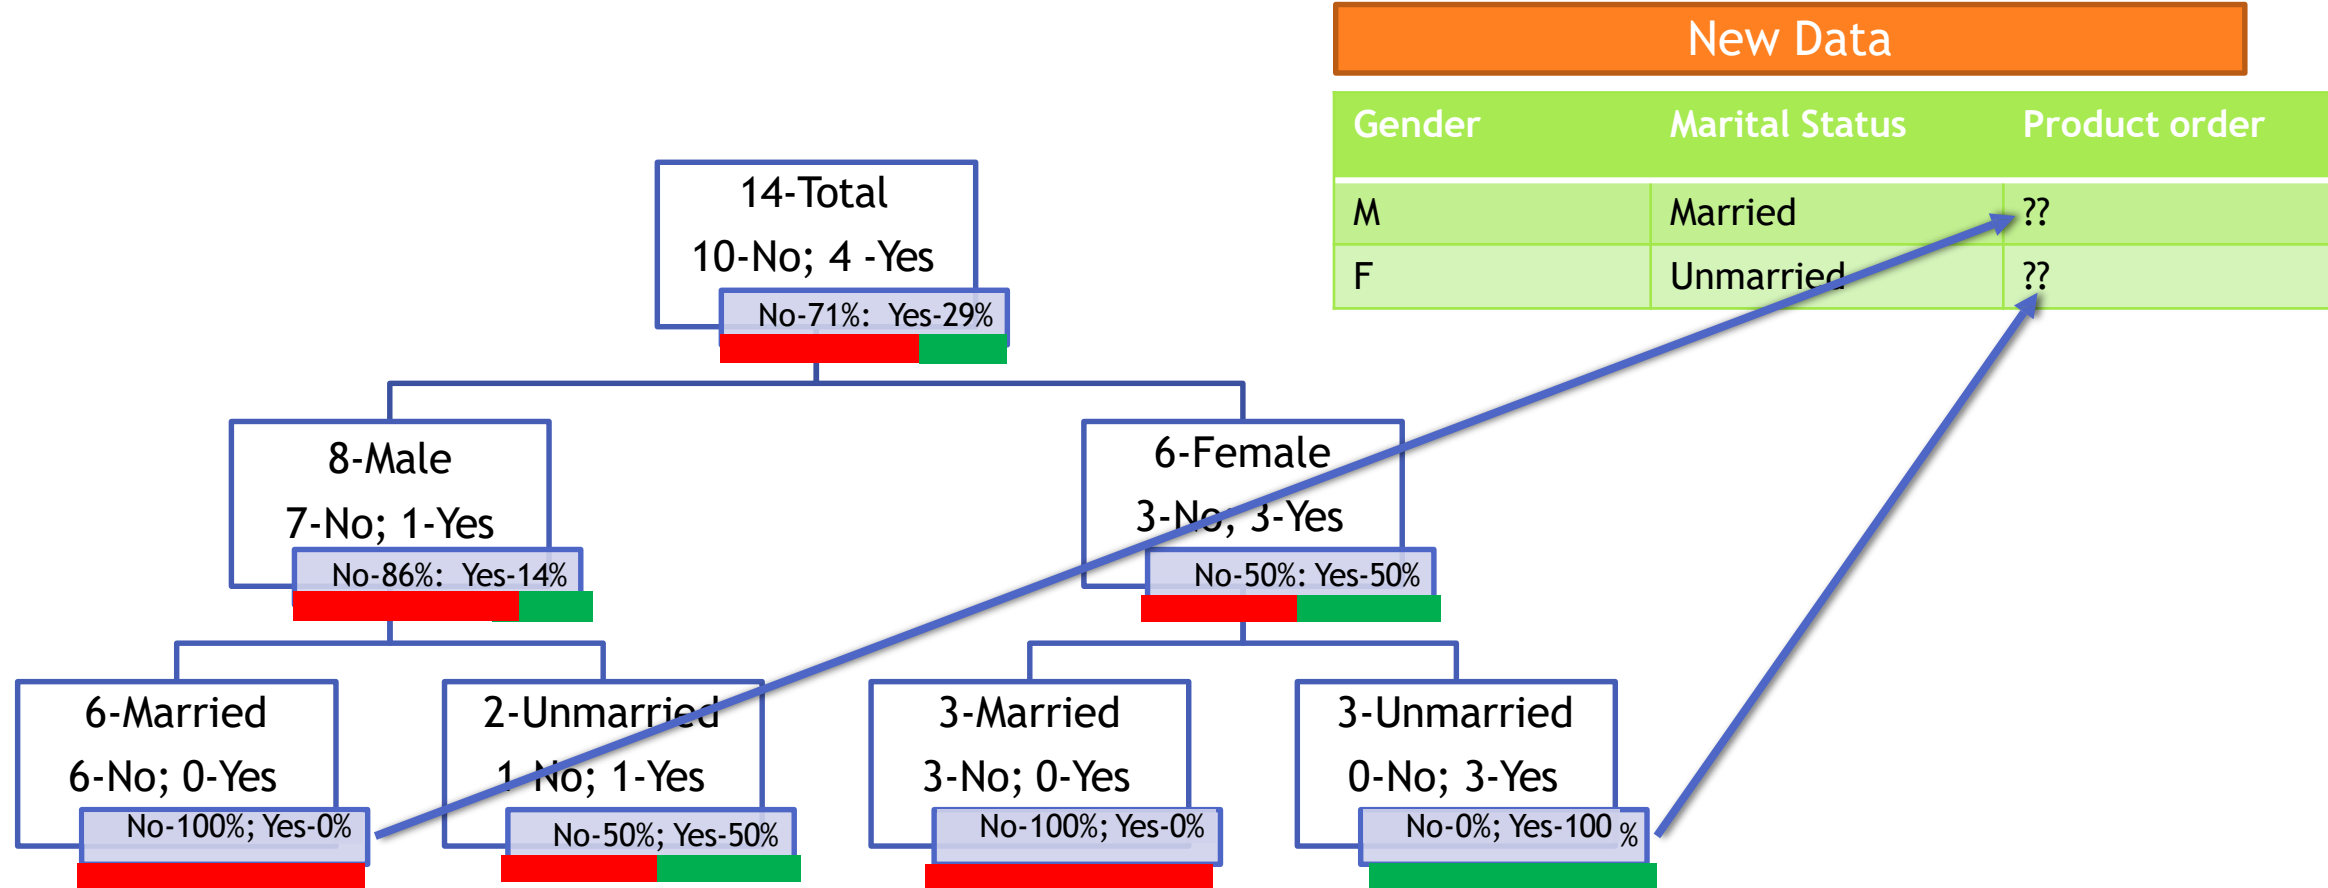 New Data
Gender Marital Status Product order
M Married ??
F Unmarried ??
14-Total
10-No; 4 -Yes
No-71%: Yes-29%
8-Male
7-No; 1-Yes
No-86%: Yes-14%
6-Female
3-No; 3-Yes
No-50%: Yes-50%
6-Married
6-No; 0-Yes
No-100%; Yes-0%
2-Unmarried
1-No; 1-Yes
No-50%; Yes-50%
3-Married
3-No; 0-Yes
No-100%; Yes-0%
3-Unmarried
0-No; 3-Yes
No-0%; Yes-100 %